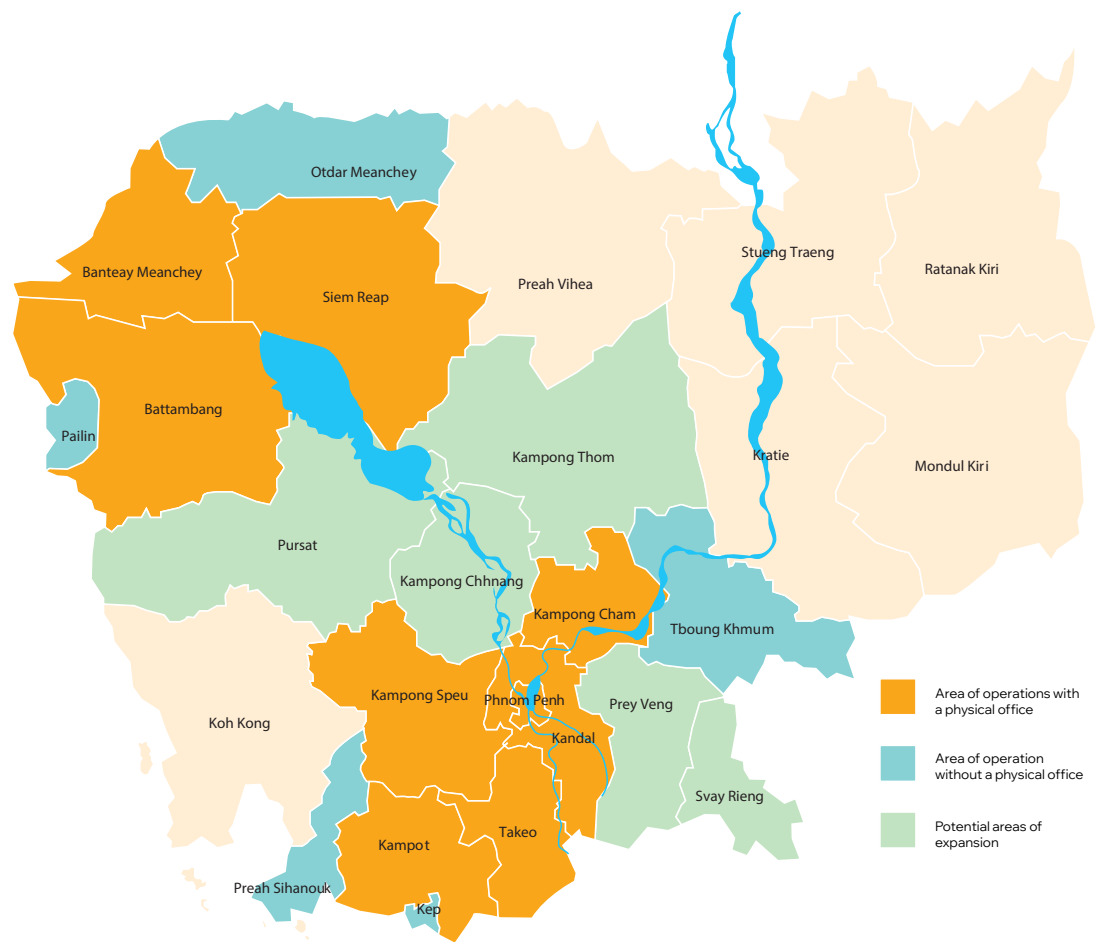 Otdar Meanchey
Stueng Traeng
Banteay Meanchey
Ratanak Kiri
Preah Vihea
Siem Reap
Battambang
Pailin
Kampong Thom
Kratie
Mondul Kiri
Pursat
Kampong Chhnang
Kampong Cham
Tboung Khmum
Kampong Speu
Phnom Penh
Prey Veng
Koh Kong
Kandal
Svay Rieng
Takeo
Kampot
Preah Sihanouk
Kep
Area of operations with
a physical office
Area of operation
without a physical office
Potential areas of
expansion